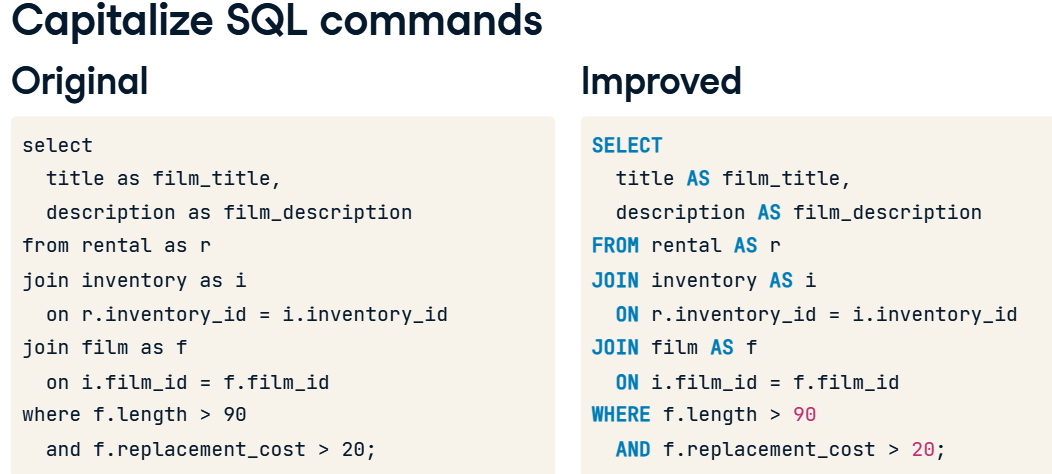 Capitalize SQL commands
Original
select
  title as film_title,
  description as film_description
from rental as r
join inventory as i
  on r.inventory_id = i.inventory_id
join film as f
  on i.film_id = f.film_id
where f.length > 90
  and f.replacement_cost > 20;
Improved
SELECT
  title AS film_title,
  description AS film_description
FROM rental AS r
JOIN inventory AS i
  ON r.inventory_id = i.inventory_id
JOIN film AS f
  ON i.film_id = f.film_id
WHERE f.length > 90
  AND f.replacement_cost > 20;